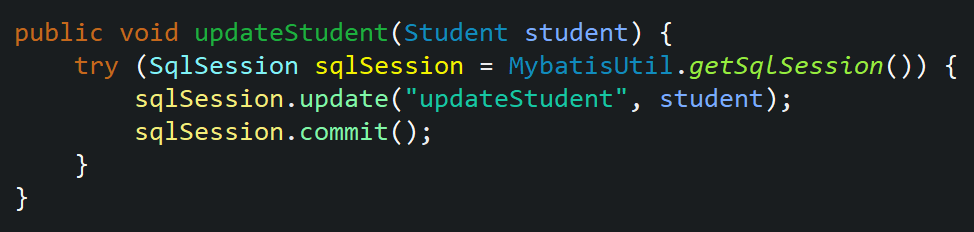 public void updateStudent(Student student) {
    try (SqlSession sqlSession = MybatisUtil.getSqlSession()) {
        sqlSession.update("updateStudent", student);
        sqlSession.commit();
    }
}